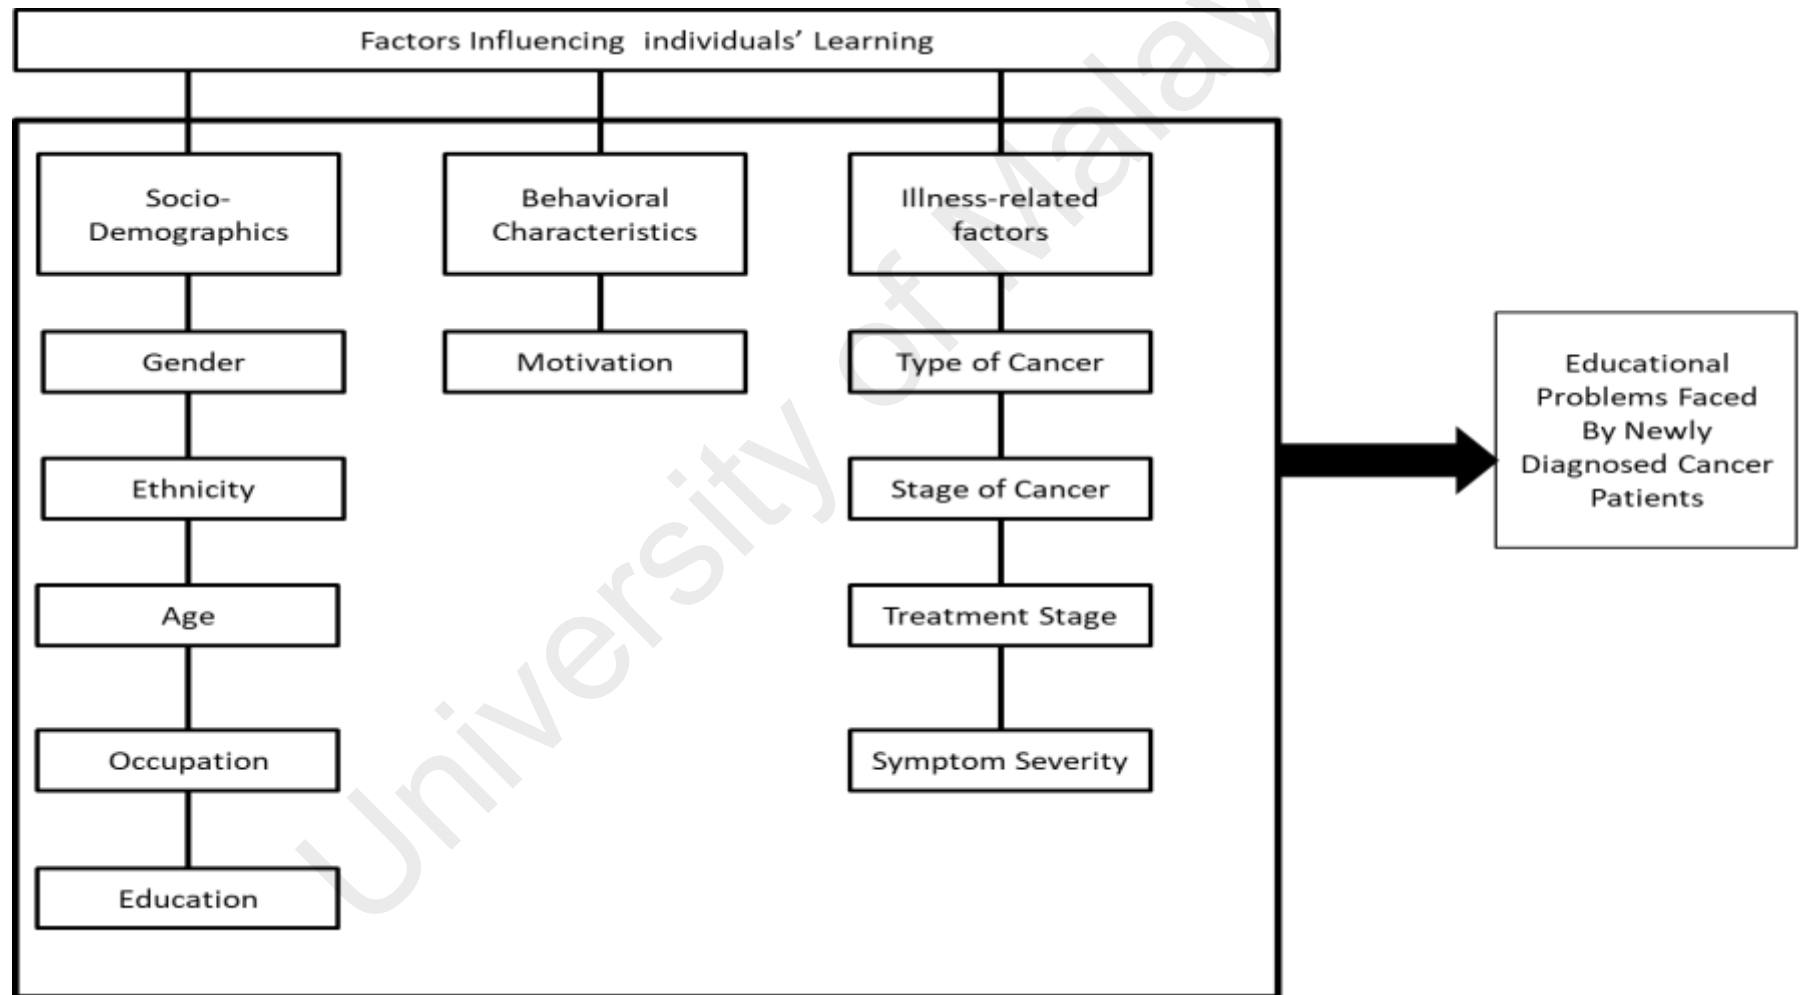 Factors Influencing individuals' Learning
Socio-
Demographics
Gender
Ethnicity
Age
Occupation
Education
Behavioral
Characteristics
Motivation
Illness-related
factors
Type of Cancer
Stage of Cancer
Treatment Stage
Symptom Severity
Educational
Problems Faced
By Newly
Diagnosed Cancer
Patients
University of Malay